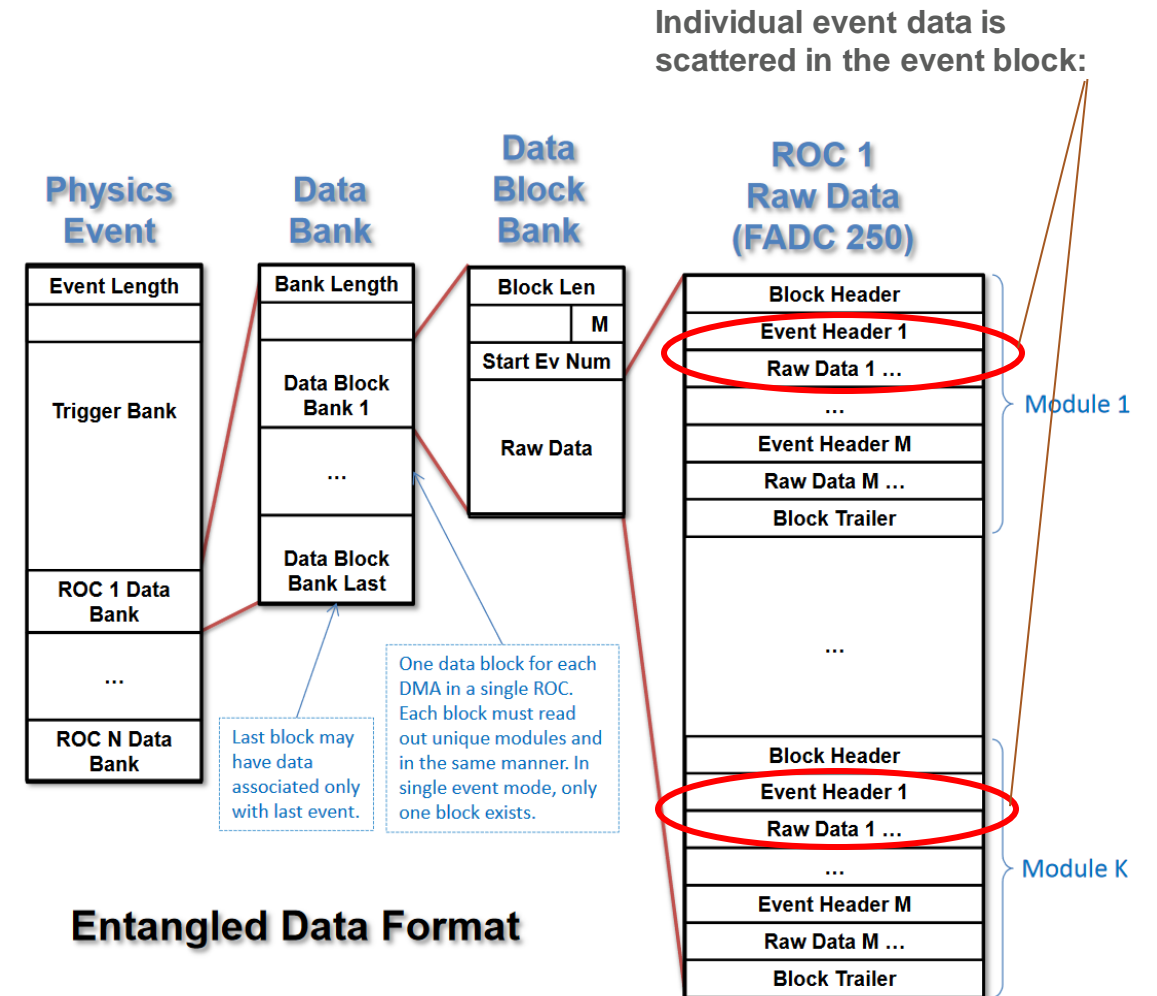 Individual event data is
scattered in the event block:
Physics
Event
Event Length
Trigger Bank
ROC 1 Data
Bank
…
ROC N Data
Bank
Data
Bank
Bank Length
Data Block
Bank 1
…
Data Block
Bank Last
Data
Block
Bank
Block Len
M
Start Ev Num
Raw Data
ROC 1
Raw Data
(FADC 250)
Block Header
Event Header 1
Raw Data 1 …
…
Event Header M
Raw Data M …
Block Trailer
Module 1
…
Block Header
Event Header 1
Raw Data 1 …
…
Event Header M
Raw Data M …
Block Trailer
Module K
Last block may
have data
associated only
with last event.
One data block for each
DMA in a single ROC.
Each block must read
out unique modules and
in the same manner. In
single event mode, only
one block exists.
Entangled Data Format